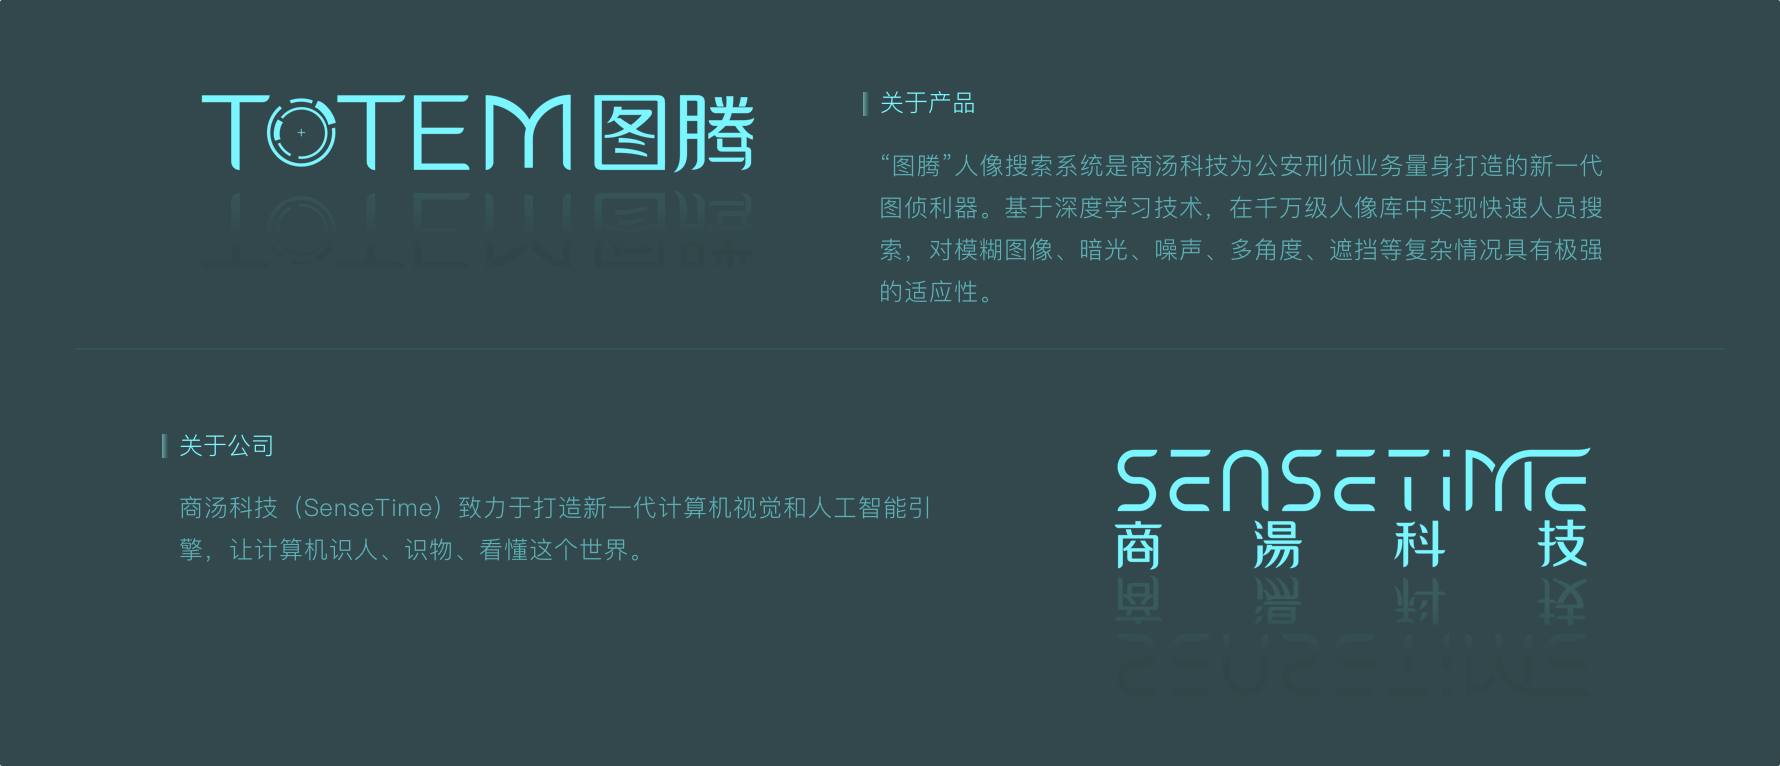 TOTEM图腾
关于产品
“图腾”人像搜索系统是商汤科技为公安刑侦业务量身打造的新一代
图侦利器。基于深度学习技术，在千万级人像库中实现快速人员搜
索，对模糊图像、暗光、噪声、多角度、遮挡等复杂情况具有极强
的适应性。
关于公司
商汤科技（SenseTime）致力于打造新一代计算机视觉和人工智能引
擎，让计算机识人、识物、看懂这个世界。
SENSETIME
商湯科技